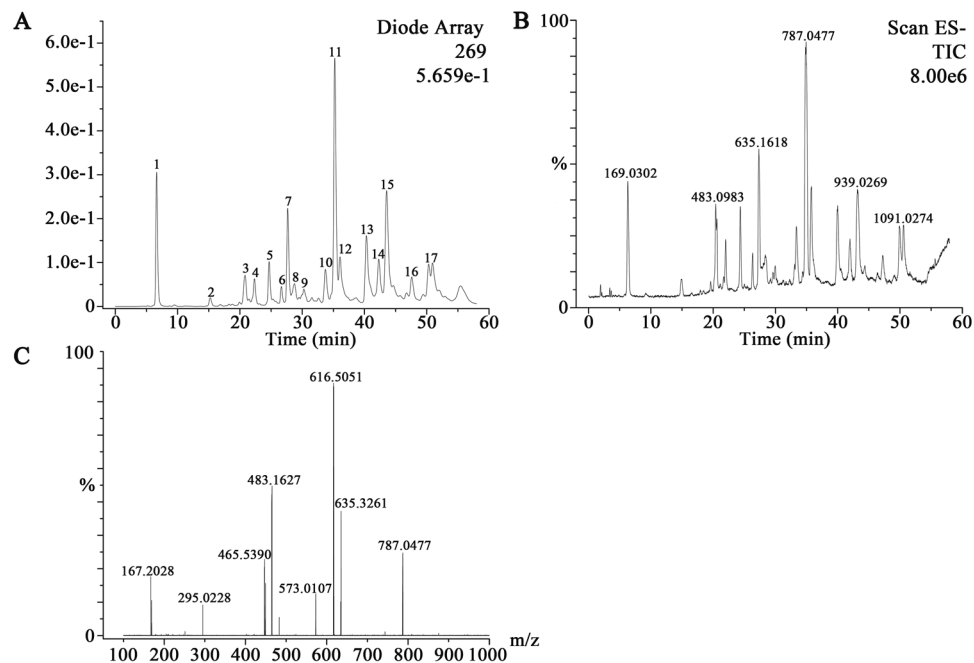 A
Diode Array
269
5.659e-1
6.0e-1
5.0e-1
4.0e-1
3.0e-1
2.0e-1
1.0e-1
0
1
2
3
4
5
6
7
8
9
10
11
12
13
14
15
16
17
0 10 20 30 40 50 60
Time (min)
B
Scan ES-
TIC
8.00e6
100
%
0
169.0302
483.0983
635.1618
787.0477
939.0269
1091.0274
0 10 20 30 40 50 60
Time (min)
C
100
%
0
167.2028
295.0228
465.5390
483.1627
573.0107
616.5051
635.3261
787.0477
100 200 300 400 500 600 700 800 900 1000 m/z